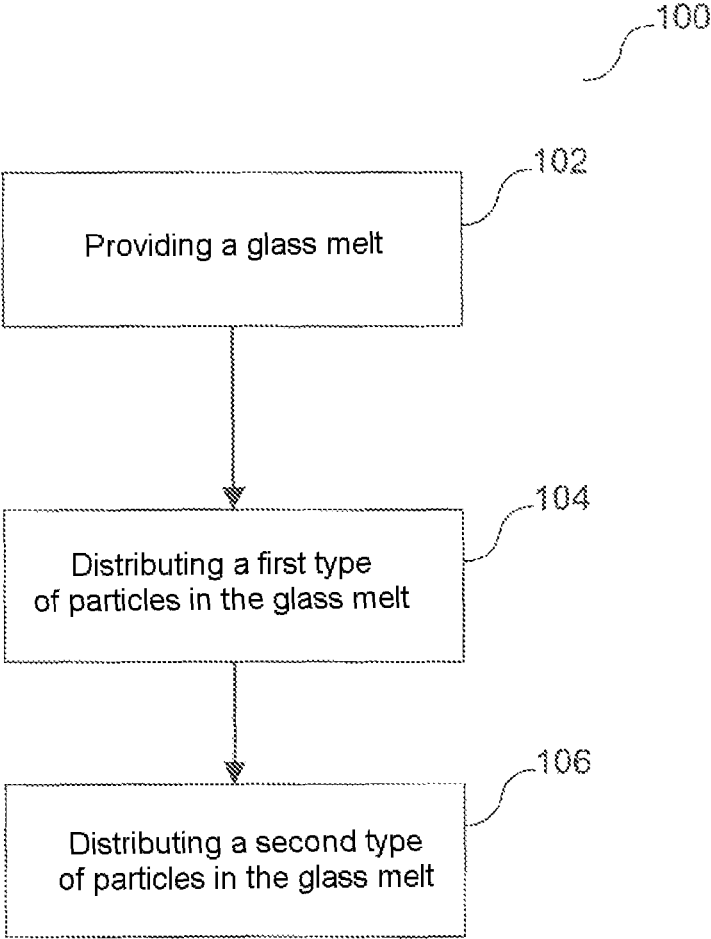 100
102
Providing a glass melt
104
Distributing a first type
of particles in the glass melt
106
Distributing a second type
of particles in the glass melt